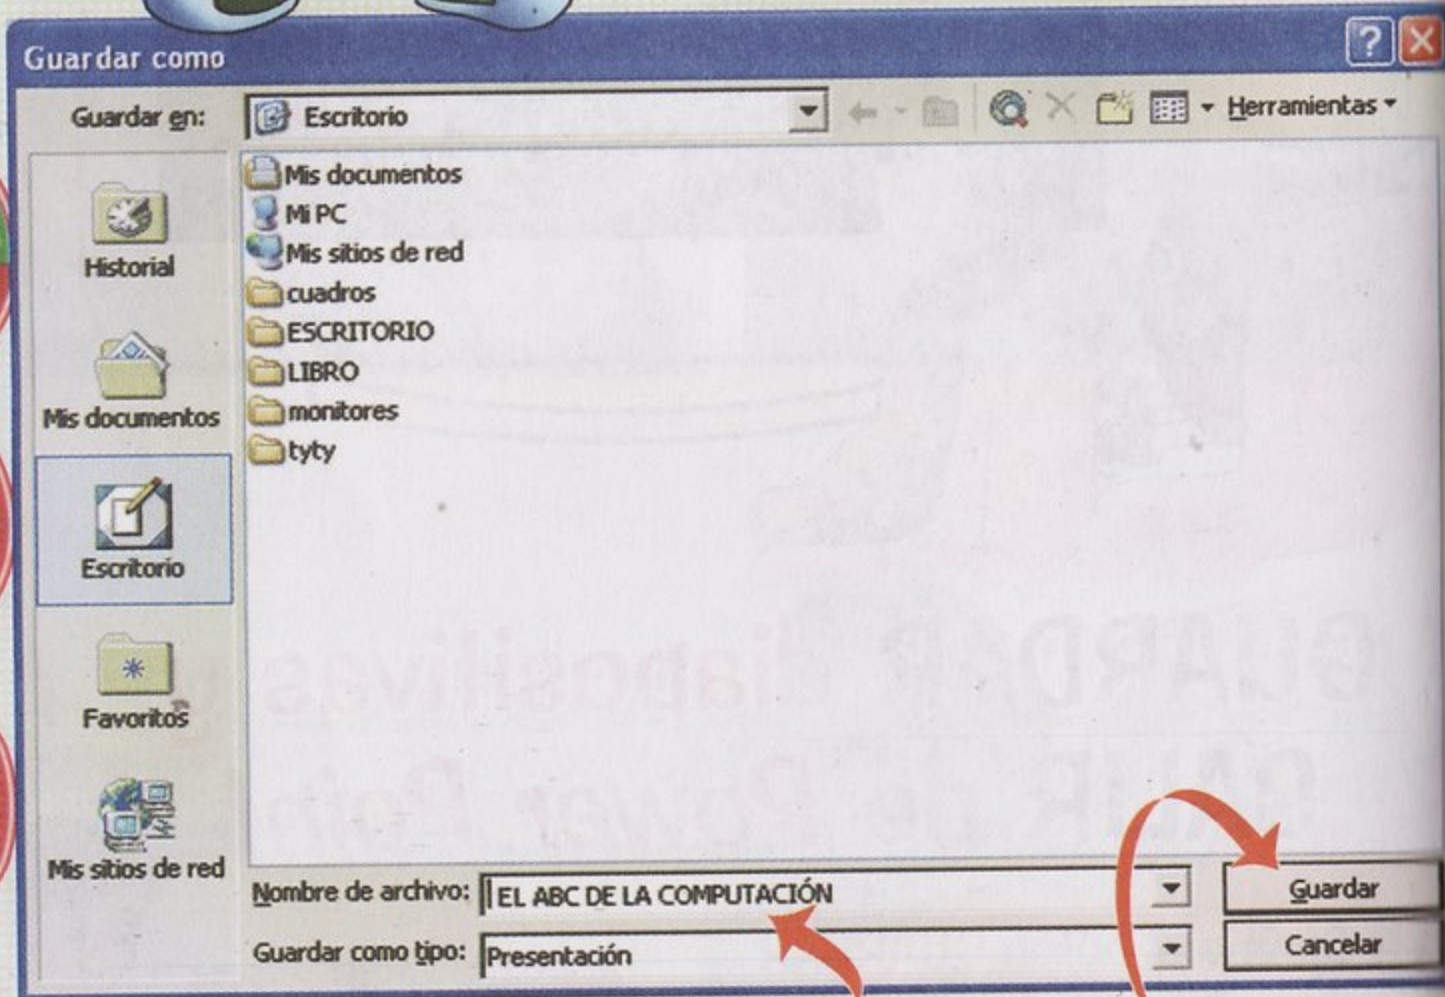 Guardar como
Guardar en: Escritorio Herramientas
Mis documentos
Mi PC
Mis sitios de red
cuadros
ESCRITORIO
LIBRO
monitores
tyty
Historial
Mis documentos
Escritorio
Favoritos
Mis sitios de red
Nombre de archivo: EL ABC DE LA COMPUTACIÓN Guardar
Guardar como tipo: Presentación Cancelar